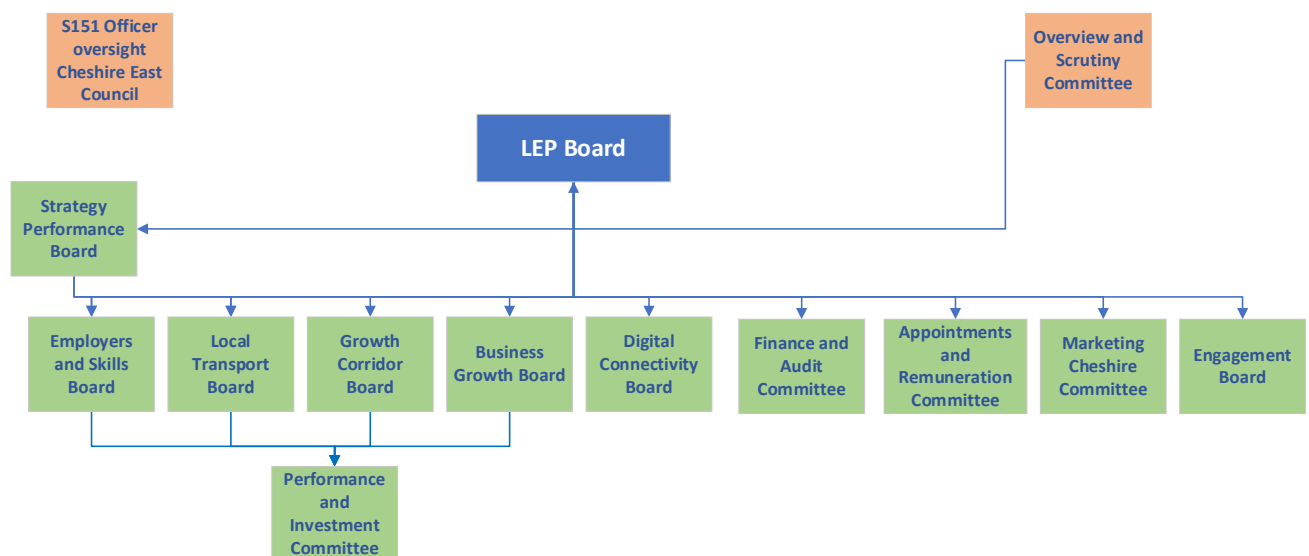 S151 Officer
oversight
Cheshire East
Council
Overview and
Scrutiny
Committee
LEP Board
Strategy
Performance
Board
Employers
and Skills
Board
Local
Transport
Board
Growth
Corridor
Board
Business
Growth Board
Digital
Connectivity
Board
Finance and
Audit
Committee
Appointments
and
Remuneration
Committee
Marketing
Cheshire
Committee
Engagement
Board
Performance
and
Investment
Committee